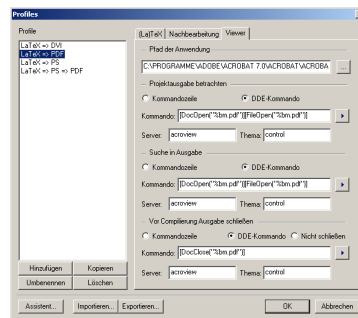 Profiles
Profile
LaTeX => DVI
LaTeX => PDF
LaTeX => PS
LaTeX => PS => PDF
Hinzufügen Kopieren
Umbenennen Löschen
(La)TeX Nachbearbeitung Viewer
Pfad der Anwendung
C:\PROGRAMME\ADOBE\ACROBAT 7.0\ACROBAT\ACROBA ...
Projektausgabe betrachten
Kommandozeile DDE-Kommando
Kommando: [DocOpen("%bm.pdf")][FileOpen("%bm.pdf")]
Server: acroview Thema: control
Suche in Ausgabe
Kommandozeile DDE-Kommando
Kommando: [DocOpen("%bm.pdf")][FileOpen("%bm.pdf")]
Server: acroview Thema: control
Vor Compilierung Ausgabe schließen
Kommandozeile DDE-Kommando Nicht schließen
Kommando: [DocClose("%bm.pdf")]
Server: acroview Thema: control
Assistent... Importieren... Exportieren... OK Abbrechen